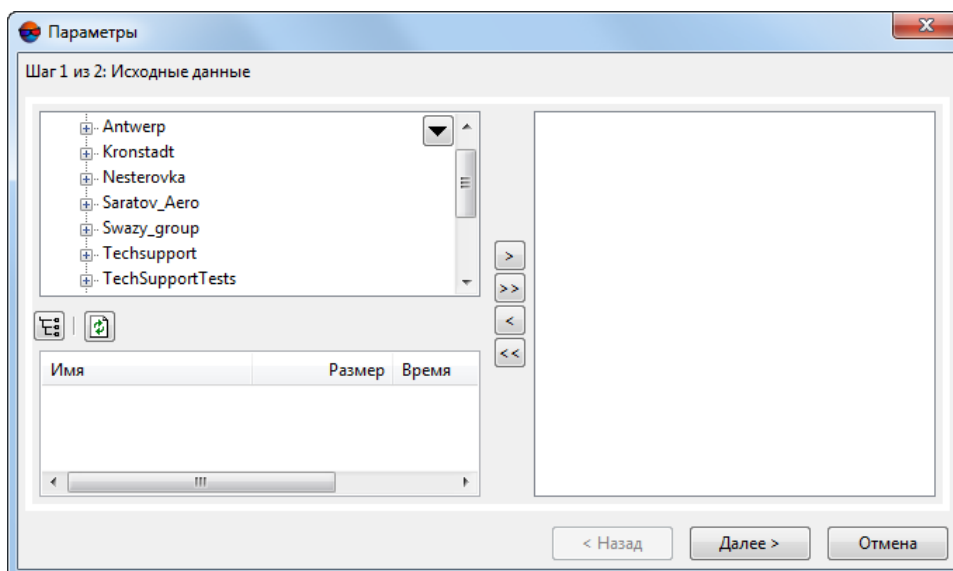 Параметры
Шаг 1 из 2: Исходные данные
Antwerp
Kronstadt
Nesterovka
Saratov_Aero
Swazy_group
Techsupport
TechSupportTests
>
>>
<
<<
Имя Размер Время
< Назад Далее > Отмена